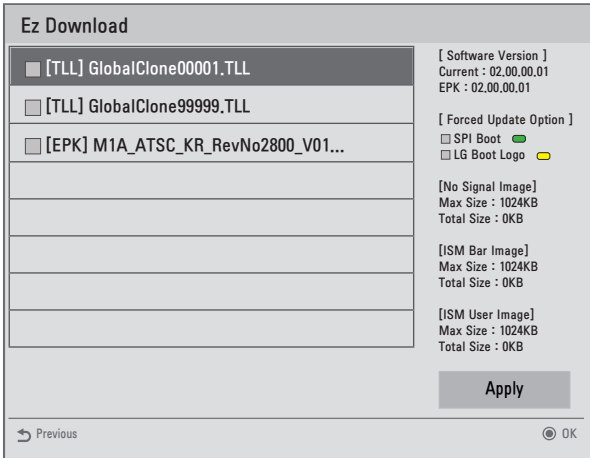 Ez Download
[TLL] GlobalClone00001.TLL
[TLL] GlobalClone99999.TLL
[EPK] M1A_ATSC_KR_RevNo2800_V01...
[ Software Version ]
Current : 02.00.00.01
EPK : 02.00.00.01
[ Forced Update Option ]
SPI Boot
LG Boot Logo
[No Signal Image]
Max Size : 1024KB
Total Size : 0KB
[ISM Bar Image]
Max Size : 1024KB
Total Size : 0KB
[ISM User Image]
Max Size : 1024KB
Total Size : 0KB
Apply
Previous
OK